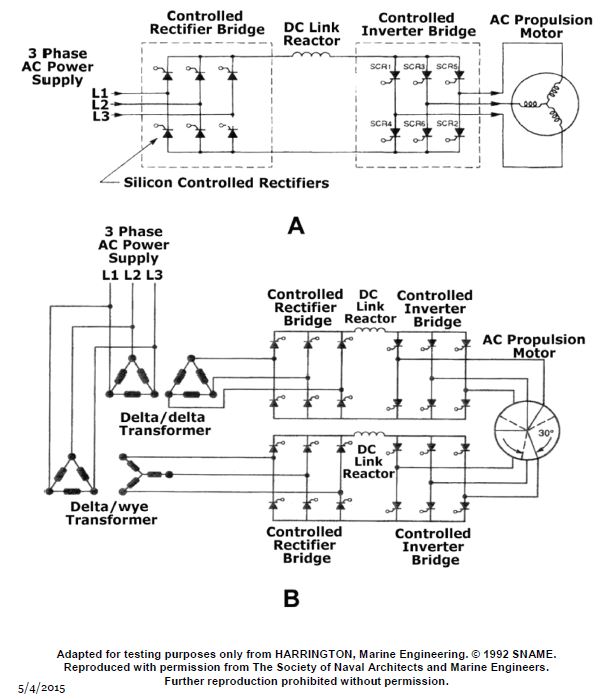 Controlled
Rectifier Bridge
DC Link
Reactor
Controlled
Inverter Bridge
AC Propulsion
Motor
3 Phase
AC Power
Supply
L1
L2
L3
SCR1 SCR3 SCR5
SCR4 SCR6 SCR2
Silicon Controlled Rectifiers
A
3 Phase
AC Power
Supply
L1 L2 L3
Controlled
Rectifier
Bridge
DC
Link
Reactor
Controlled
Inverter
Bridge
AC Propulsion
Motor
Delta/delta
Transformer
30°
DC
Link
Reactor
Delta/wye
Transformer
Controlled
Rectifier
Bridge
Controlled
Inverter
Bridge
B
Adapted for testing purposes only from HARRINGTON, Marine Engineering. © 1992 SNAME.
Reproduced with permission from The Society of Naval Architects and Marine Engineers.
Further reproduction prohibited without permission.
5/4/2015